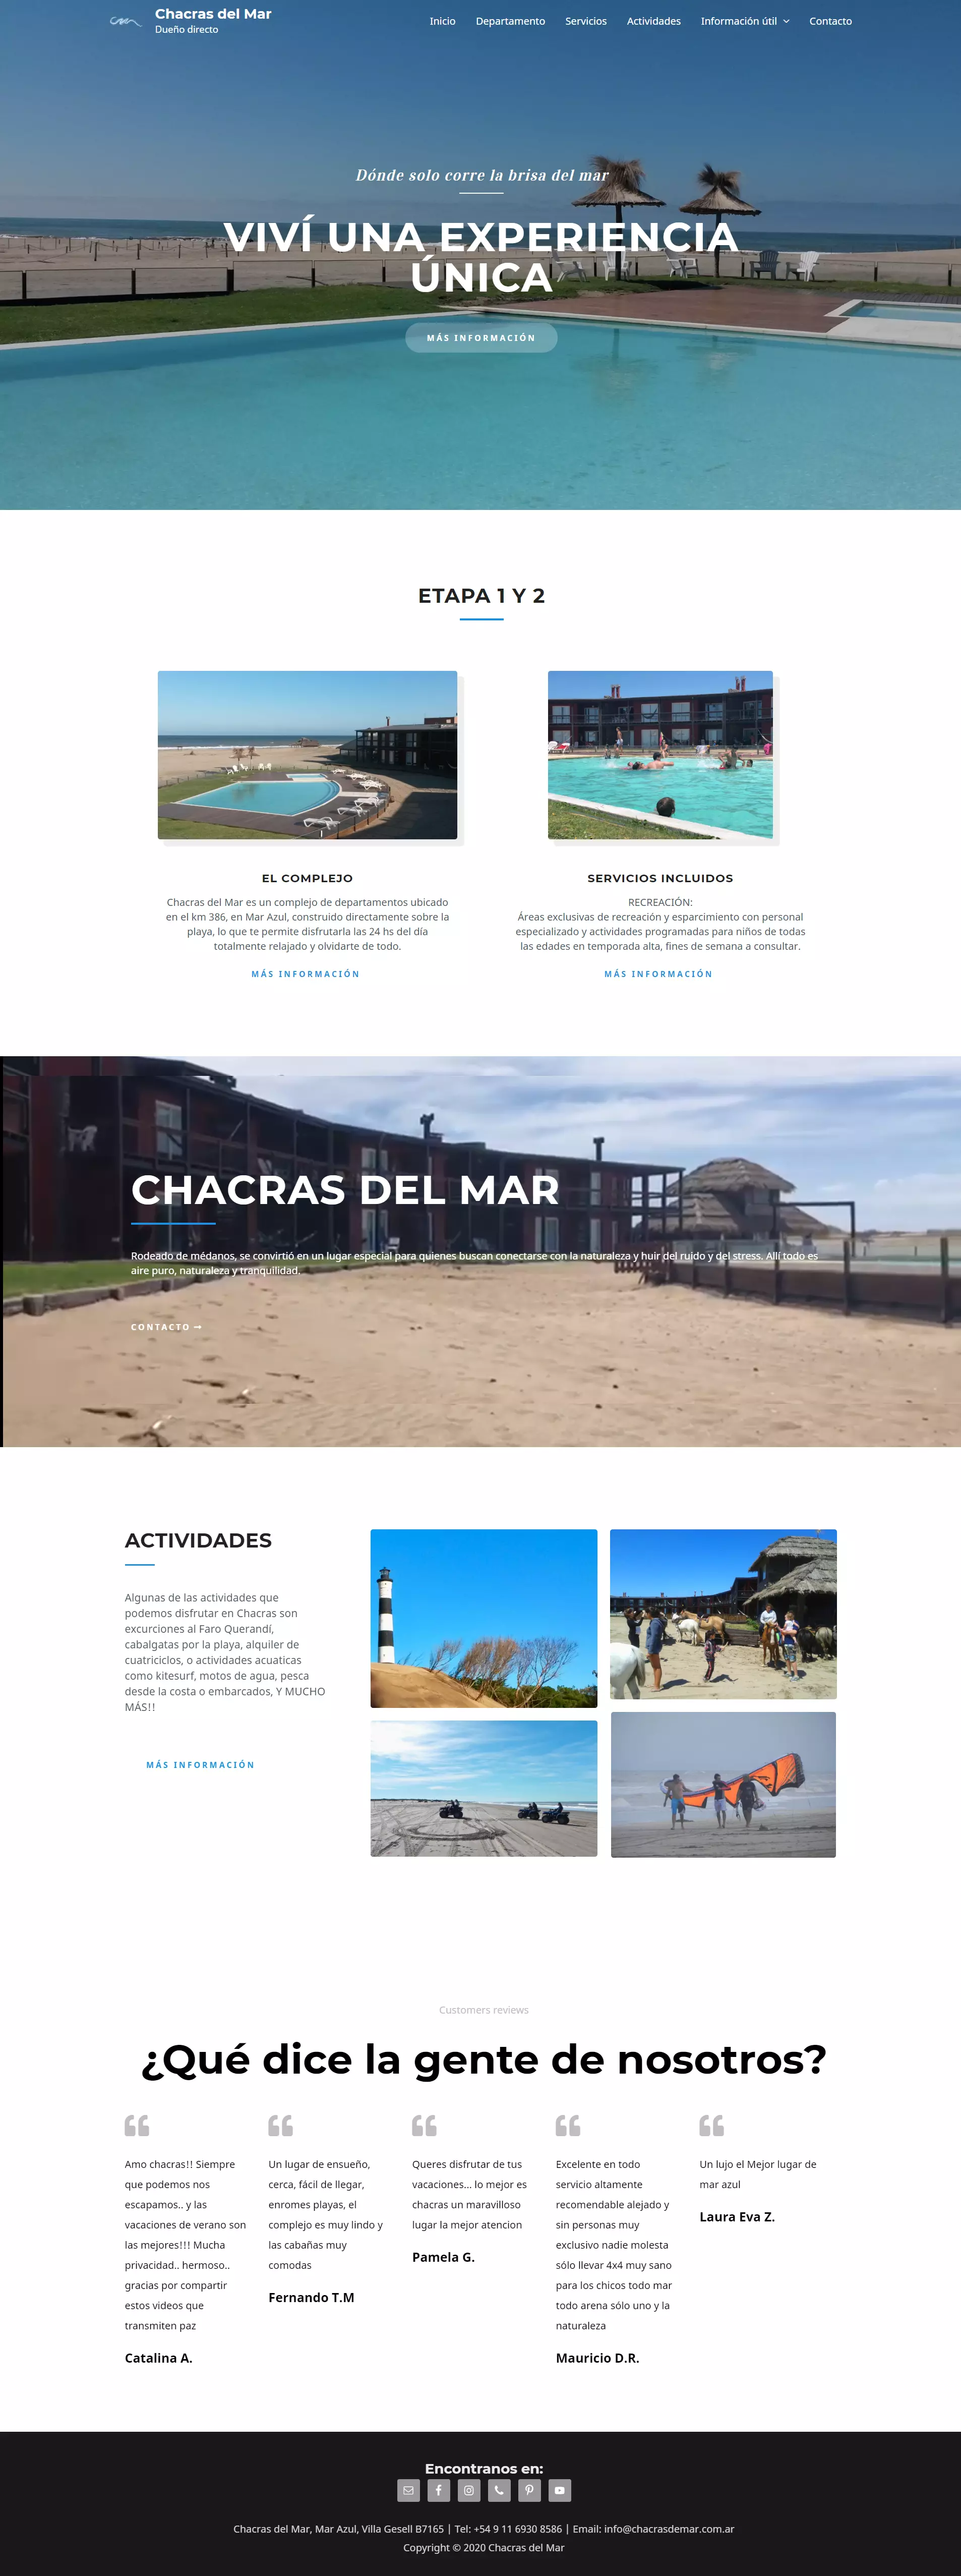 Chacras del Mar
Dueño directo
Inicio Departamento Servicios Actividades Información útil Contacto
Dónde solo corre la brisa del mar
VIVÍ UNA EXPERIENCIA
ÚNICA
MÁS INFORMACIÓN
ETAPA 1 Y 2
EL COMPLEJO
Chacras del Mar es un complejo de departamentos ubicado
en el km 386, en Mar Azul, construido directamente sobre la
playa, lo que te permite disfrutarla las 24 hs del día
totalmente relajado y olvidarte de todo.
MÁS INFORMACIÓN
SERVICIOS INCLUIDOS
RECREACIÓN:
Áreas exclusivas de recreación y esparcimiento con personal
especializado y actividades programadas para niños de todas
las edades en temporada alta, fines de semana a consultar.
MÁS INFORMACIÓN
CHACRAS DEL MAR
Rodeado de médanos, se convirtió en un lugar especial para quienes buscan conectarse con la naturaleza y huir del ruido y del stress. Allí todo es
aire puro, naturaleza y tranquilidad.
CONTACTO
ACTIVIDADES
Algunas de las actividades que
podemos disfrutar en Chacras son
excursiones al Faro Querandí,
cabalgatas por la playa, alquiler de
cuatriciclos, o actividades acuaticas
como kitesurf, motos de agua, pesca
desde la costa o embarcados, Y MUCHO
MÁS!!
MÁS INFORMACIÓN
Customers reviews
¿Qué dice la gente de nosotros?
Amo chacras!! Siempre
que podemos nos
escapamos.. y las
vacaciones de verano son
las mejores!!! Mucha
privacidad.. hermoso..
gracias por compartir
estos videos que
transmiten paz
Catalina A.
Un lugar de ensueño,
cerca, fácil de llegar,
enromes playas, el
complejo es muy lindo y
las cabañas muy
comodas
Fernando T.M
Queres disfrutar de tus
vacaciones... lo mejor es
chacras un maravilloso
lugar la mejor atencion
Pamela G.
Excelente en todo
servicio altamente
recomendable alejado y
sin personas muy
exclusivo nadie molesta
sólo llevar 4x4 muy sano
para los chicos todo mar
todo arena sólo uno y la
naturaleza
Mauricio D.R.
Un lujo el Mejor lugar de
mar azul
Laura Eva Z.
Encontranos en:
Chacras del Mar, Mar Azul, Villa Gesell B7165 | Tel: +54 9 11 6930 8586 | Email: info@chacrasdemar.com.ar
Copyright © 2020 Chacras del Mar